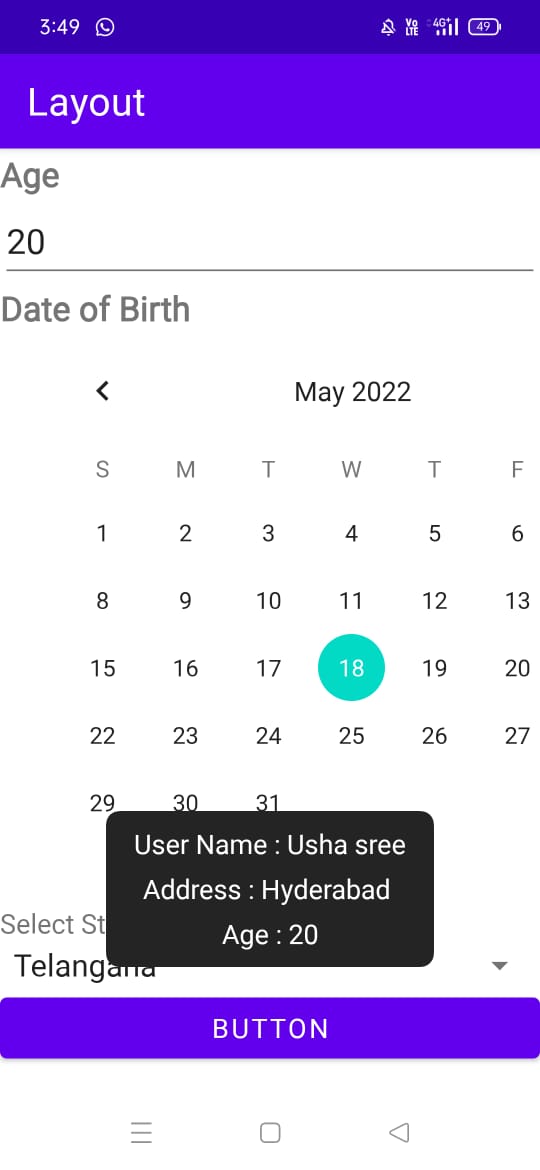 3:49 Vo LTE 4G+ 49
Layout
Age
20
Date of Birth
May 2022
S M T W T F
1 2 3 4 5 6
8 9 10 11 12 13
15 16 17 18 19 20
22 23 24 25 26 27
29 30 31
User Name : Usha sree
Address : Hyderabad
Age : 20
Select St
Telangana
BUTTON